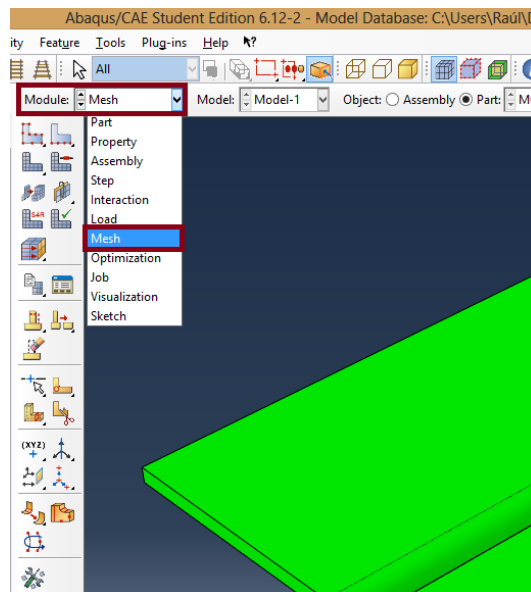 Abaqus/CAE Student Edition 6.12-2 - Model Database: C:\Users\Raúl\
ity Feature Tools Plug-ins Help
All
Module: Mesh Model: Model-1 Object: Assembly Part:
Part
Property
Assembly
Step
Interaction
Load
Mesh
Optimization
Job
Visualization
Sketch
S4R
(XYZ)